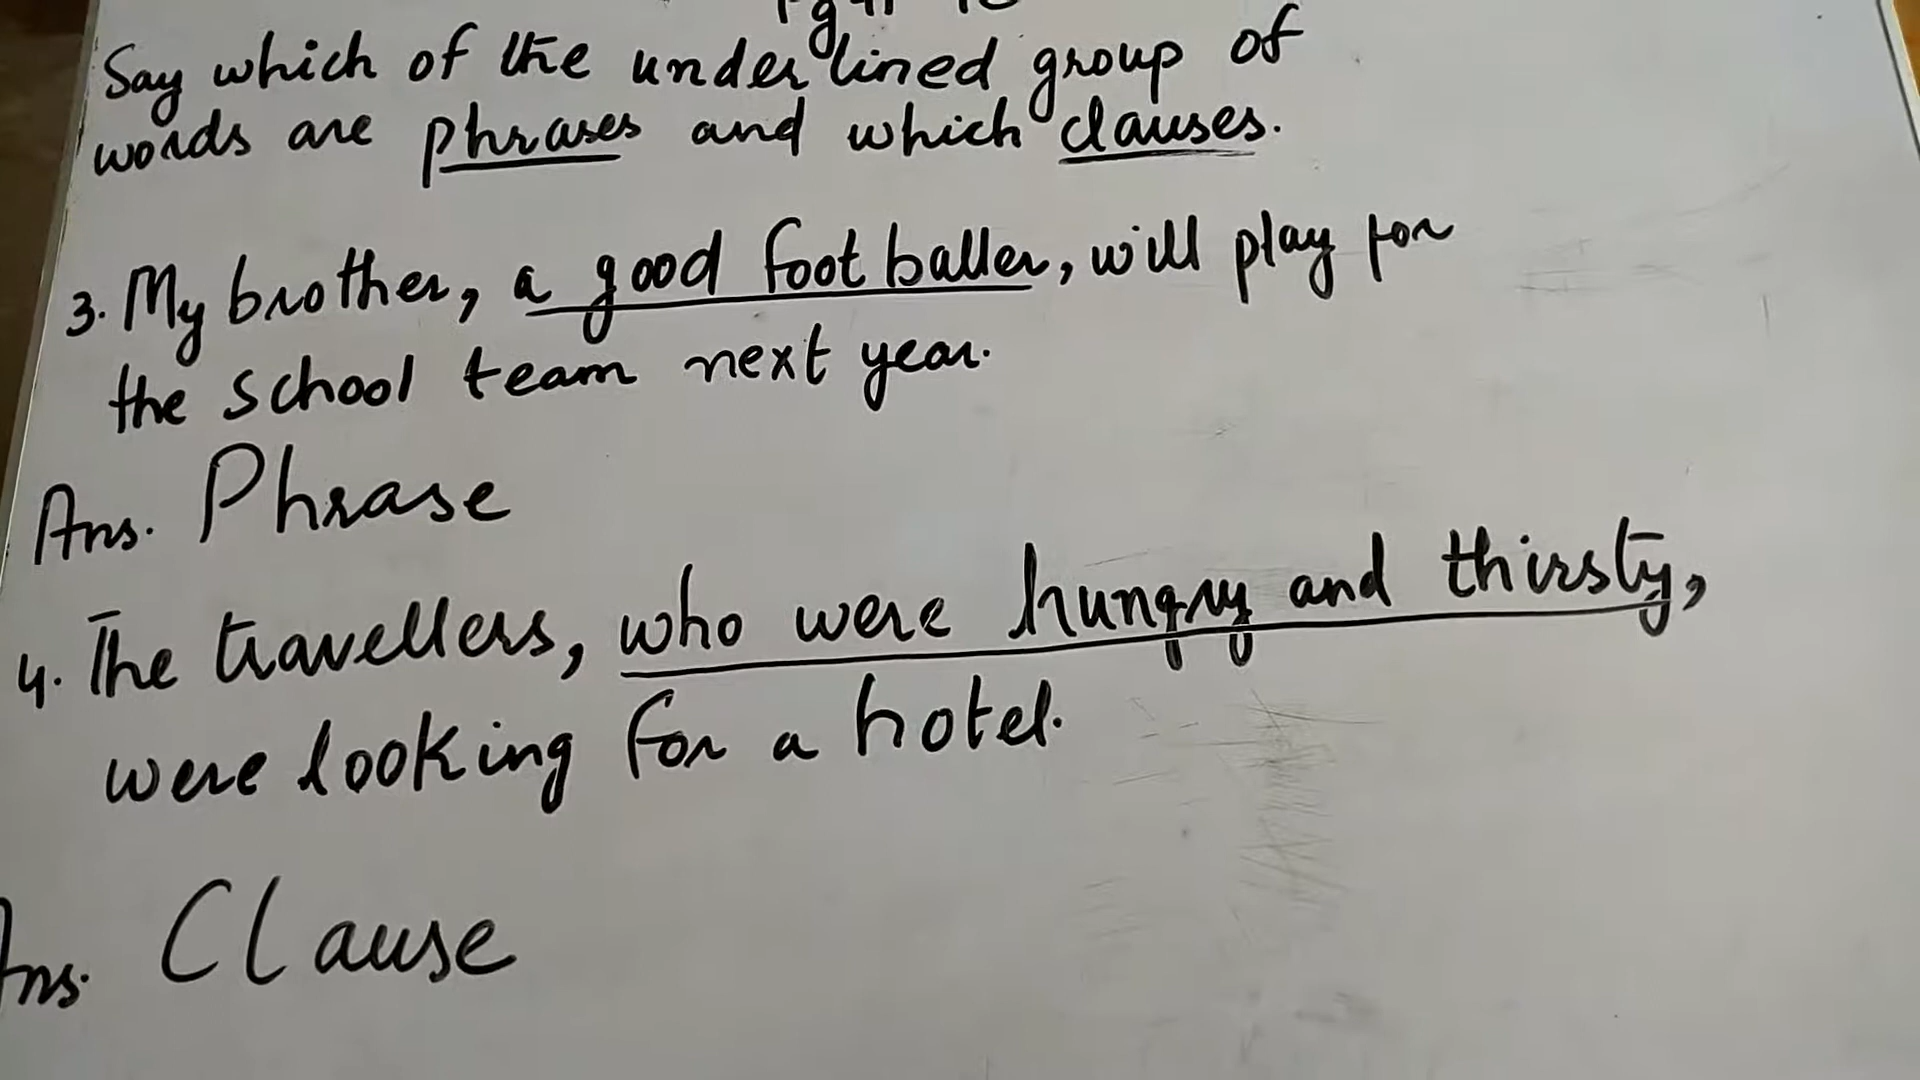 Say which of the underlined group of
words are phrases and which clauses.
3. My brother, a good foot baller, will play for
the school team next year.
Ans. Phrase
4. The travellers, who were hungry and thirsty,
were looking for a hotel.
Ans. Clause